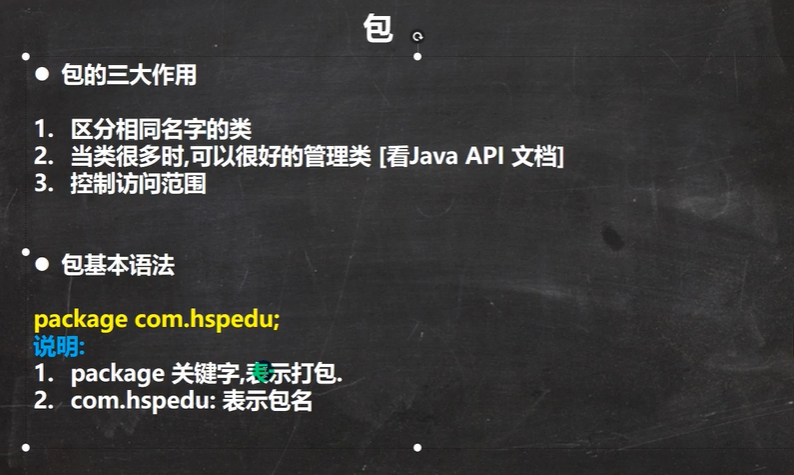 包
● 包的三大作用
1. 区分相同名字的类
2. 当类很多时,可以很好的管理类 [看Java API 文档]
3. 控制访问范围
● 包基本语法
package com.hspedu;
说明:
1. package 关键字,表示打包.
2. com.hspedu: 表示包名